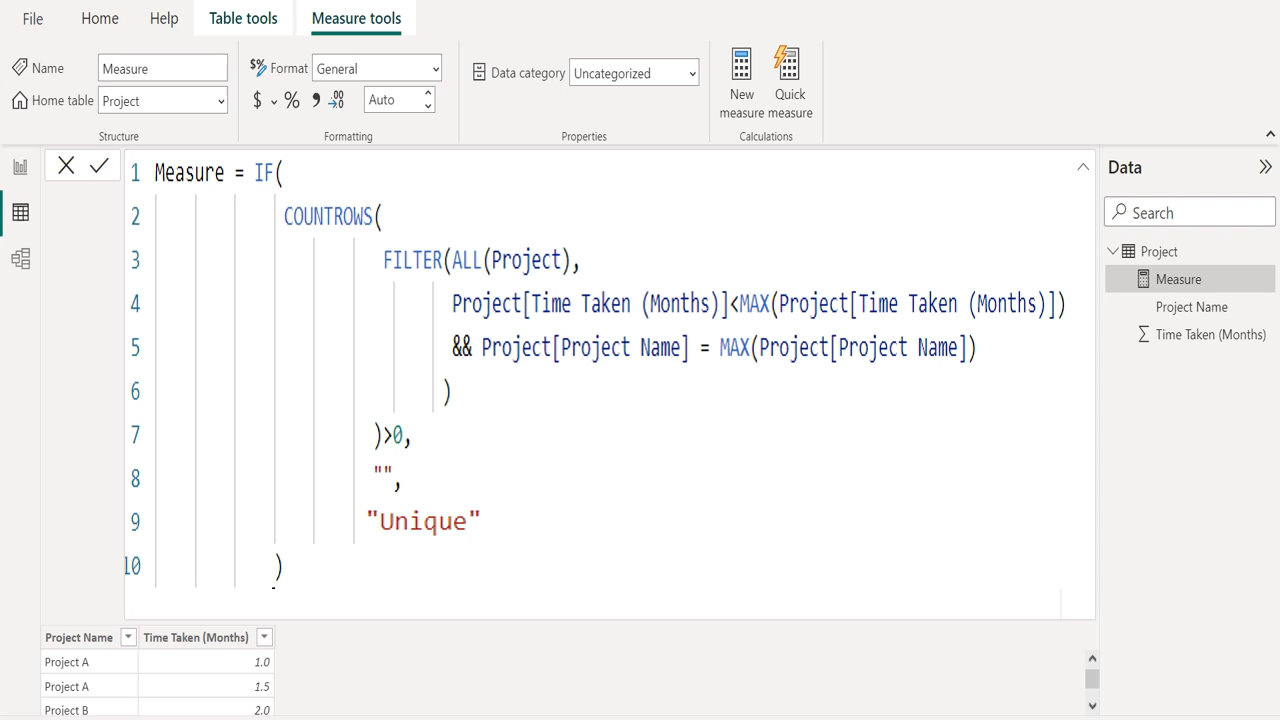 File Home Help Table tools Measure tools
Name Measure
Home table Project
Structure
$% Format General
$ % , .00 Auto
Formatting
Data category Uncategorized
Properties
New measure
Quick measure
Calculations
1 Measure = IF(
2 COUNTROWS(
3 FILTER(ALL(Project),
4 Project[Time Taken (Months)]<MAX(Project[Time Taken (Months)])
5 && Project[Project Name] = MAX(Project[Project Name])
6 )
7 )>0,
8 "",
9 "Unique"
10 )
Data
Search
Project
Measure
Project Name
Σ Time Taken (Months)
Project Name Time Taken (Months)
Project A 1.0
Project A 1.5
Project B 2.0